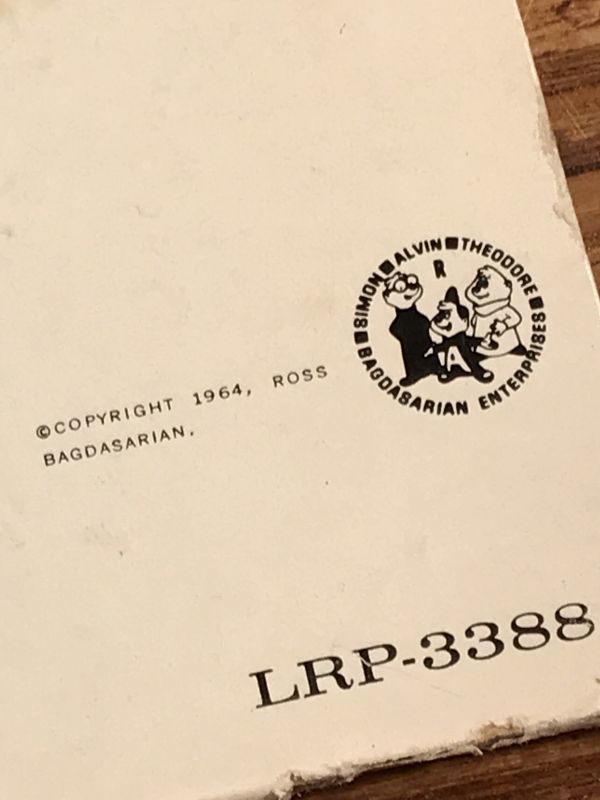 ■SIMON■ALVIN■THEODORE■
R
A
BAGDASARIAN ENTERPRISES
©COPYRIGHT 1964, ROSS
BAGDASARIAN.
LRP-3388